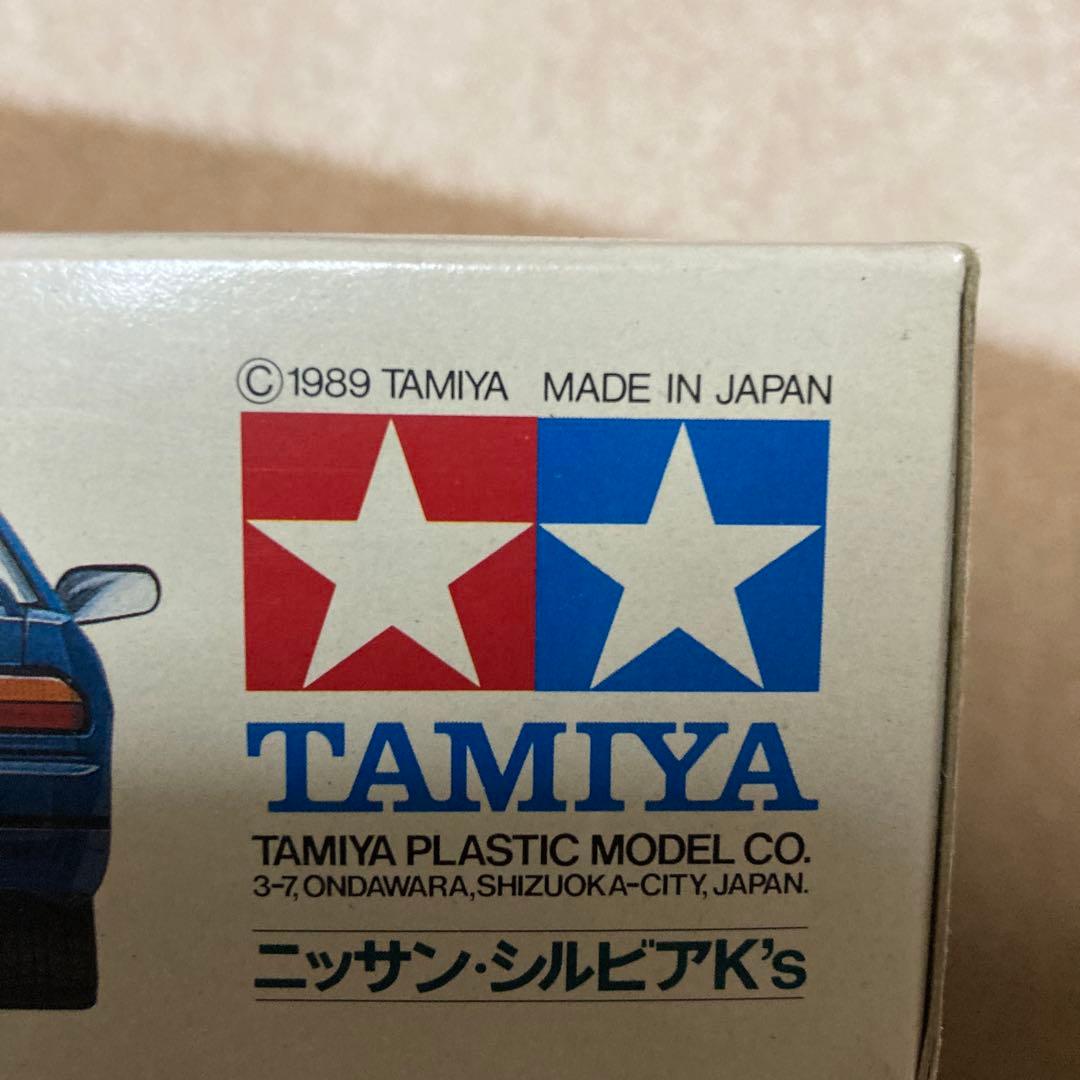 ©1989 TAMIYA MADE IN JAPAN
TAMIYA
TAMIYA PLASTIC MODEL CO.
3-7, ONDAWARA, SHIZUOKA-CITY, JAPAN.
ニッサン・シルビアK's